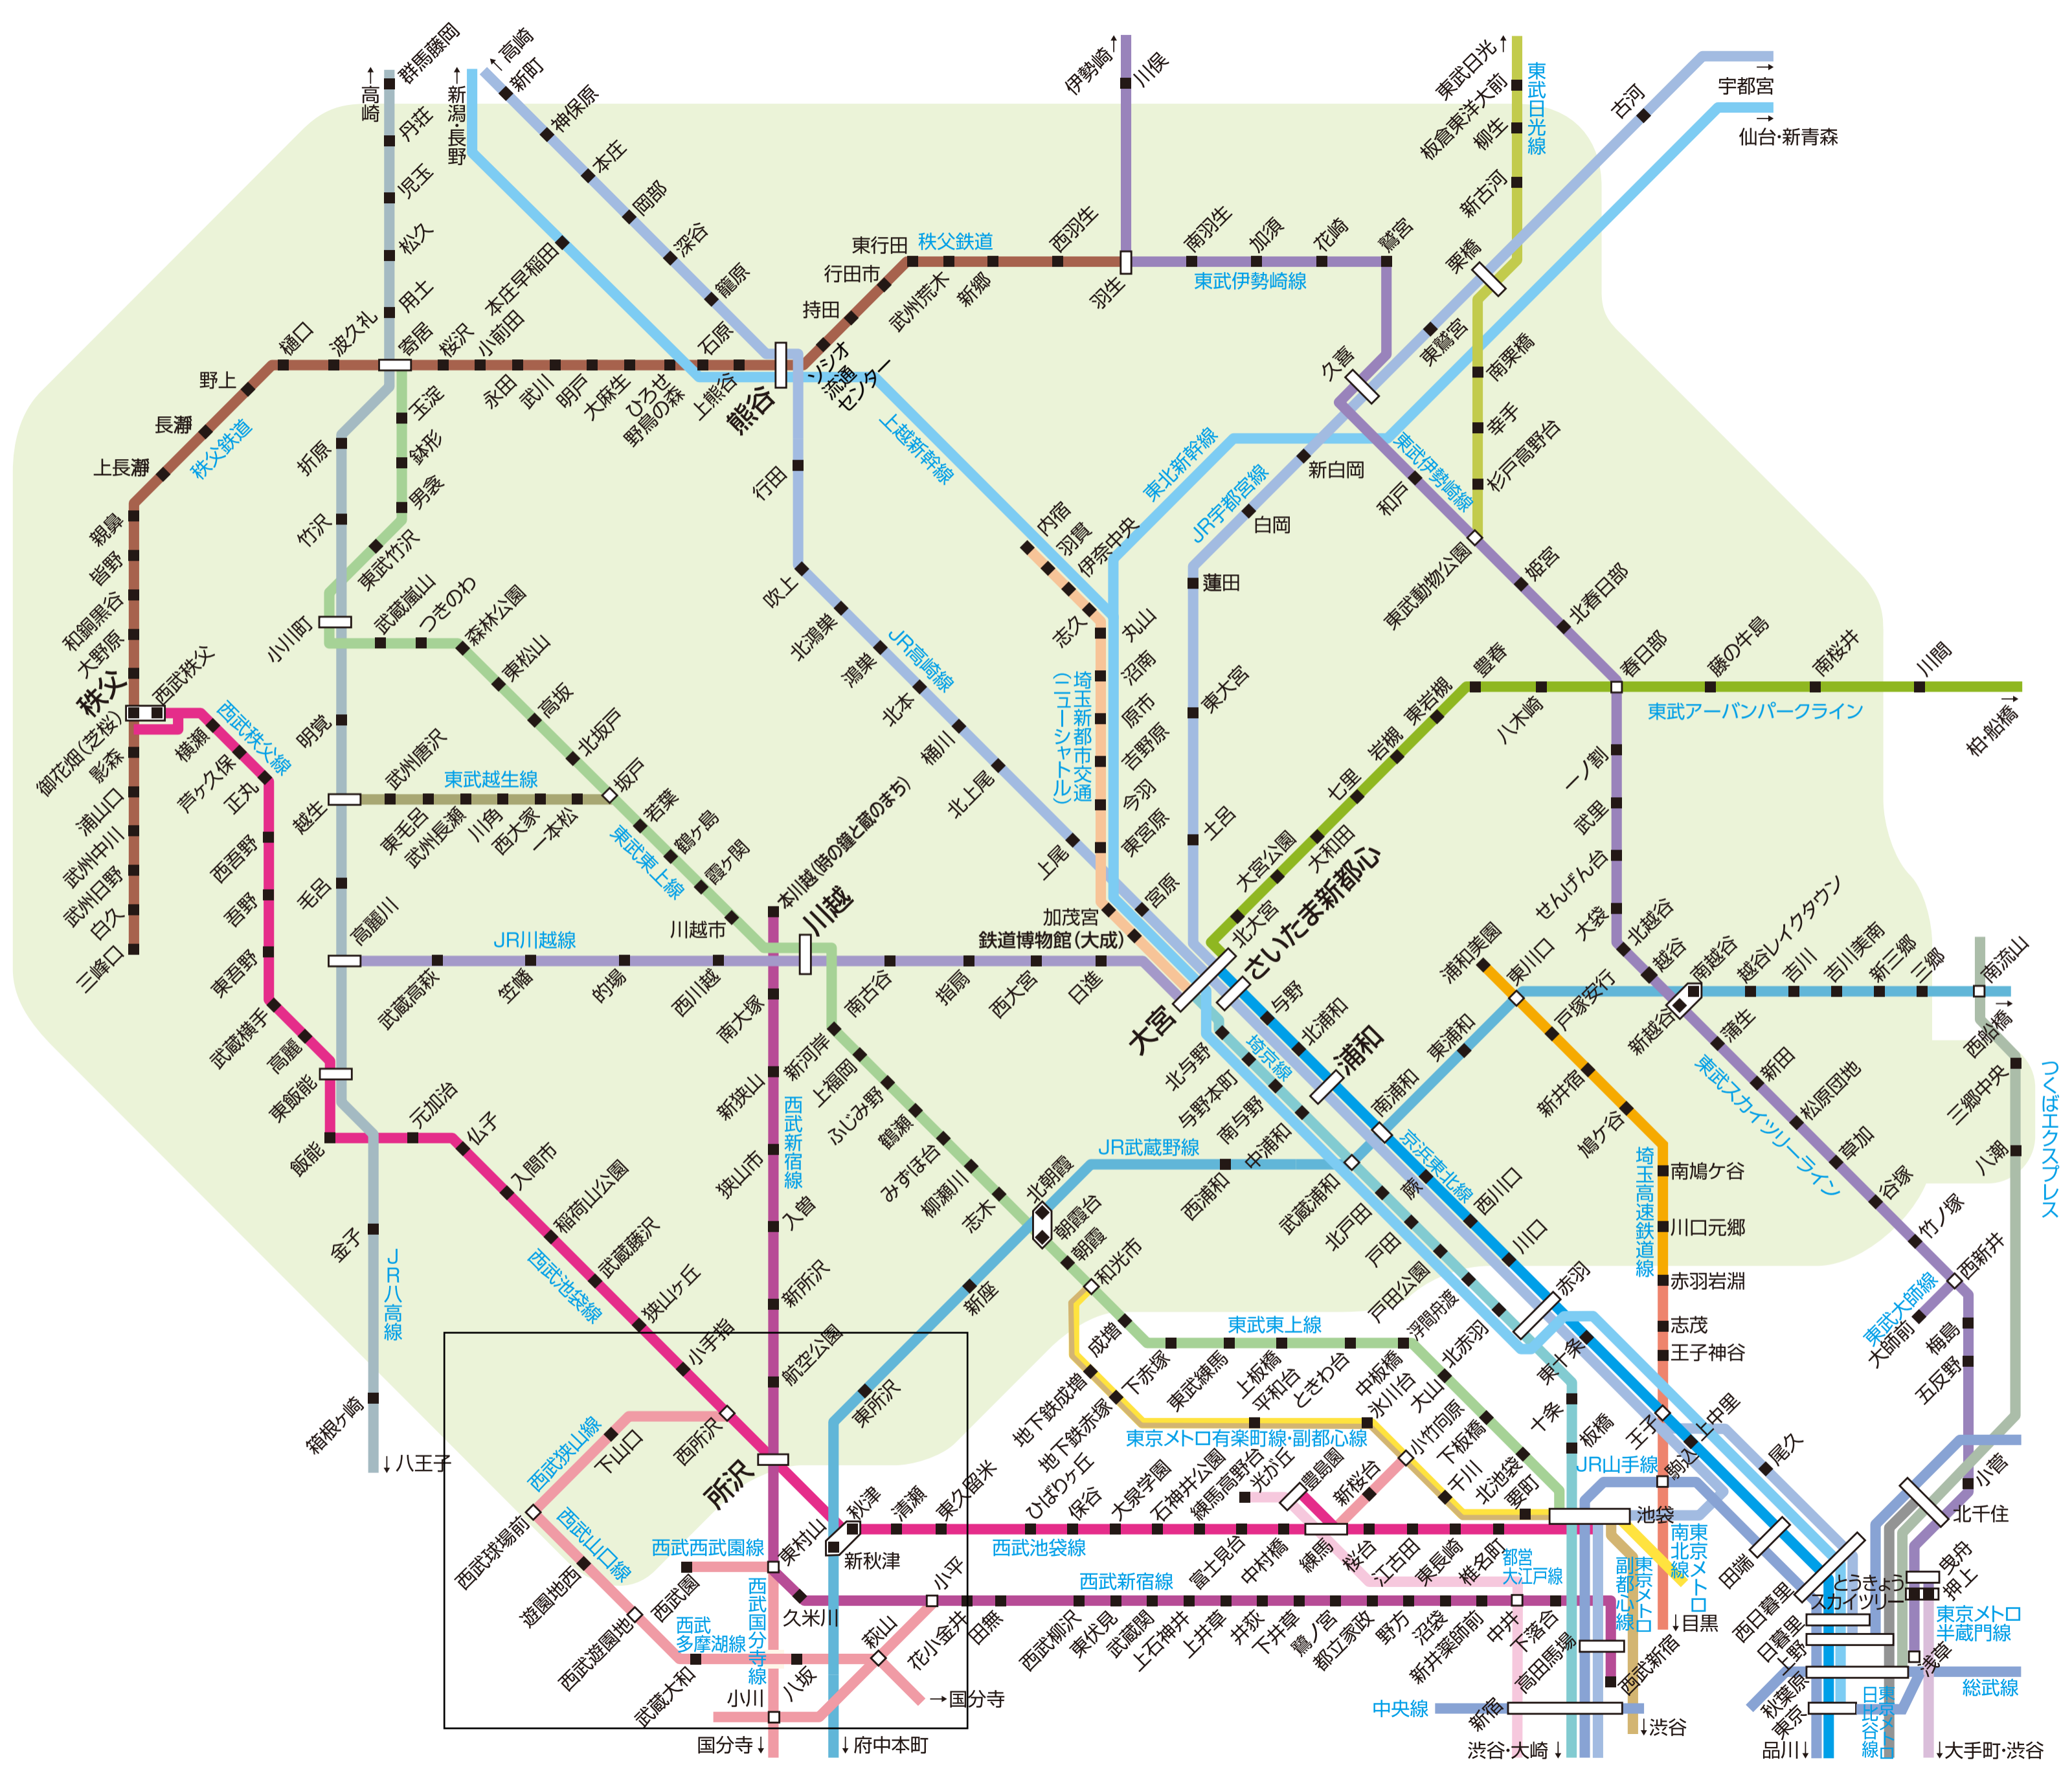 ↑高崎
群馬藤岡
丹荘
児玉
松久
用土
↑新潟・長野
↑高崎
新町
神保原
本庄
岡部
深谷
籠原
本庄早稲田
伊勢崎↑
川俣
東武日光↑
板倉東洋大前
柳生
新古河
東武日光線
古河
→
宇都宮
→
仙台・新青森
栗橋
東鷲宮
南栗橋
幸手
杉戸高野台
東行田
秩父鉄道
行田市
持田
武州荒木
新郷
西羽生
羽生
南羽生
加須
花崎
鷲宮
東武伊勢崎線
久喜
樋口
波久礼
寄居
桜沢
小前田
永田
武川
明戸
大麻生
ひろせ
野鳥の森
石原
上熊谷
熊谷
ソシオ
流通
センター
野上
長瀞
上長瀞
秩父鉄道
親鼻
皆野
和銅黒谷
大野原
秩父
西武秩父
御花畑(芝桜)
影森
浦山口
武州中川
武州日野
白久
三峰口
玉淀
鉢形
男衾
折原
竹沢
東武竹沢
小川町
武蔵嵐山
つきのわ
森林公園
東松山
高坂
北坂戸
坂戸
若葉
鶴ヶ島
霞ヶ関
川越市
東武東上線
明覚
越生
東武越生線
武州唐沢
東毛呂
武州長瀬
川角
西大家
一本松
毛呂
高麗川
横瀬
西武秩父線
芦ヶ久保
正丸
西吾野
吾野
東吾野
武蔵横手
高麗
東飯能
飯能
元加治
仏子
入間市
稲荷山公園
武蔵藤沢
狭山ヶ丘
小手指
西武池袋線
金子
JR八高線
箱根ヶ崎
↓八王子
JR川越線
武蔵高萩
笠幡
的場
西川越
川越
本川越(時の鐘と蔵のまち)
南古谷
指扇
西大宮
日進
南大塚
新狭山
狭山市
入曽
新所沢
航空公園
西武新宿線
新河岸
上福岡
ふじみ野
鶴瀬
みずほ台
柳瀬川
志木
朝霞台
北朝霞
朝霞
和光市
新座
東所沢
行田
吹上
北鴻巣
鴻巣
北本
桶川
北上尾
上尾
宮原
JR高崎線
上越新幹線
東北新幹線
JR宇都宮線
新白岡
白岡
蓮田
東大宮
土呂
内宿
羽貫
伊奈中央
志久
丸山
沼南
原市
吉野原
今羽
東宮原
加茂宮
鉄道博物館(大成)
埼玉新都市交通
(ニューシャトル)
東武伊勢崎線
和戸
東武動物公園
姫宮
北春日部
春日部
藤の牛島
南桜井
川間
→
柏・船橋
東武アーバンパークライン
豊春
八木崎
東岩槻
岩槻
七里
大和田
大宮公園
北大宮
大宮
さいたま新都心
与野
北浦和
浦和
南浦和
東浦和
一ノ割
武里
せんげん台
大袋
北越谷
越谷
南越谷
新越谷
越谷レイクタウン
吉川
吉川美南
新三郷
三郷
南流山
→
西船橋
蒲生
新田
松原団地
草加
谷塚
竹ノ塚
西新井
東武スカイツリーライン
三郷中央
八潮
つくばエクスプレス
浦和美園
東川口
戸塚安行
新井宿
鳩ケ谷
南鳩ケ谷
川口元郷
赤羽岩淵
志茂
王子神谷
埼玉高速鉄道線
北与野
与野本町
南与野
中浦和
武蔵浦和
西浦和
埼京線
JR武蔵野線
京浜東北線
北戸田
戸田
戸田公園
浮間舟渡
北赤羽
蕨
西川口
川口
赤羽
東十条
王子
上中里
十条
板橋
駒込
尾久
田端
西日暮里
日暮里
上野
秋葉原
東京
JR山手線
東武大師線
大師前
梅島
五反野
小菅
北千住
曳舟
押上
とうきょう
スカイツリー
浅草
東京メトロ
半蔵門線
総武線
東京メトロ
日比谷線
↓大手町・渋谷
品川↓
成増
下赤塚
東武練馬
上板橋
ときわ台
中板橋
大山
下板橋
北池袋
東武東上線
地下鉄成増
地下鉄赤塚
平和台
氷川台
小竹向原
千川
要町
池袋
東京メトロ有楽町線・副都心線
西武狭山線
下山口
西所沢
所沢
西武球場前
西武山口線
遊園地西
西武遊園地
西武園
西武西武園線
東村山
西武
多摩湖線
武蔵大和
八坂
萩山
小平
久米川
西武国分寺線
小川
→国分寺
国分寺↓
↓府中本町
秋津
新秋津
清瀬
東久留米
ひばりヶ丘
保谷
大泉学園
石神井公園
練馬高野台
光が丘
豊島園
新桜台
富士見台
中村橋
練馬
桜台
江古田
東長崎
椎名町
西武池袋線
西武新宿線
花小金井
田無
西武柳沢
東伏見
武蔵関
上石神井
上井草
井荻
下井草
鷺ノ宮
都立家政
野方
沼袋
新井薬師前
中井
下落合
高田馬場
西武新宿
都営
大江戸線
東京メトロ
副都心線
東京メトロ
南北線
↓目黒
中央線
新宿
↓渋谷
渋谷・大崎↓